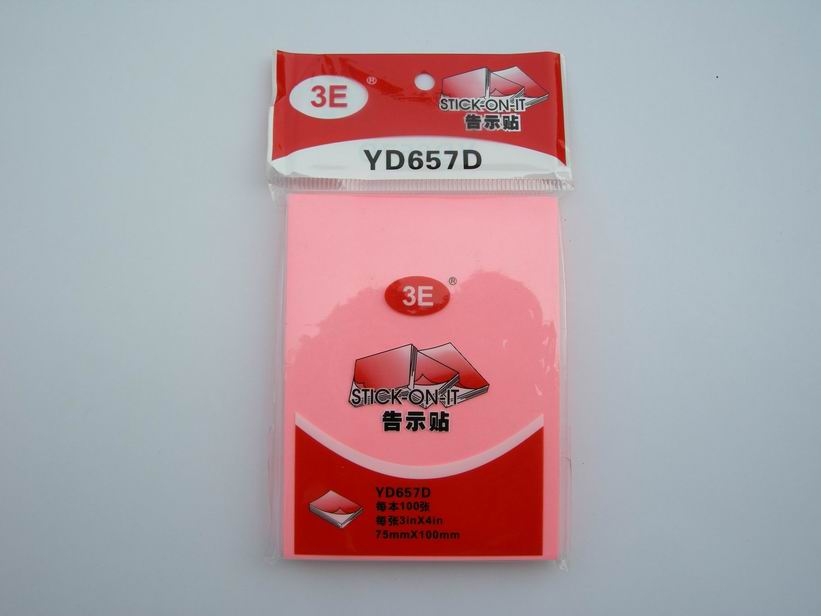 3E ®
STICK-ON-IT
告示贴
YD657D
3E ®
STICK-ON-IT
告示贴
YD657D
每本100张
每张3inX4in
75mmX100mm